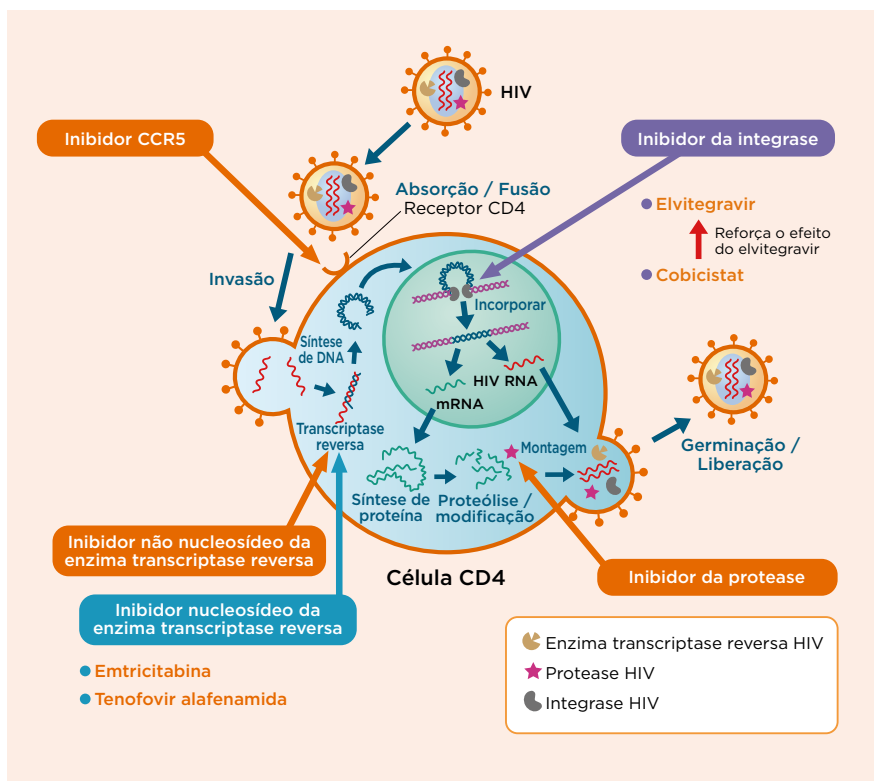 HIV
Inibidor CCR5
Inibidor da integrase
Absorção / Fusão
Receptor CD4
Elvitegravir
Reforça o efeito
do elvitegravir
Cobicistat
Invasão
Incorporar
Síntese
de DNA
HIV RNA
mRNA
Transcriptase
reversa
Montagem
Germinação /
Liberação
Síntese de
proteína
Proteólise /
modificação
Inibidor não nucleosídeo da
enzima transcriptase reversa
Célula CD4
Inibidor da protease
Inibidor nucleosídeo da
enzima transcriptase reversa
Emtricitabina
Tenofovir alafenamida
Enzima transcriptase reversa HIV
Protease HIV
Integrase HIV